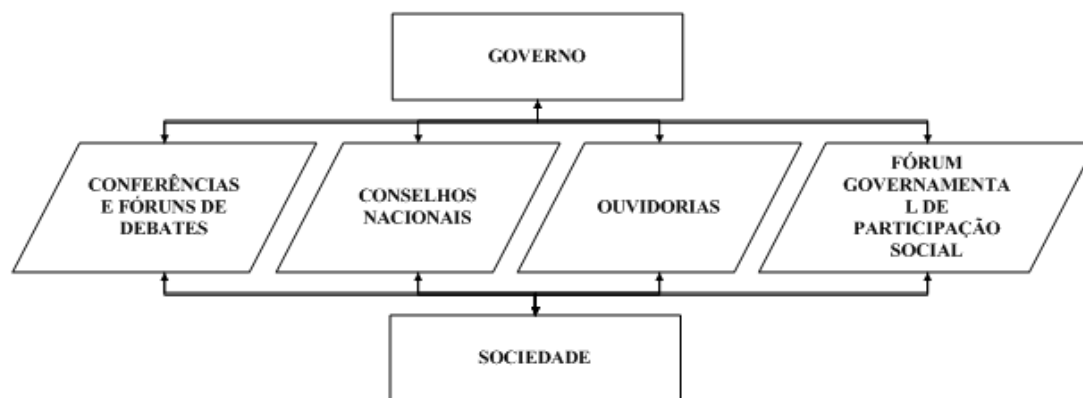 GOVERNO
CONFERÊNCIAS
E FÓRUNS DE
DEBATES
CONSELHOS
NACIONAIS
OUVIDORIAS
FÓRUM
GOVERNAMENTA
L DE
PARTICIPAÇÃO
SOCIAL
SOCIEDADE